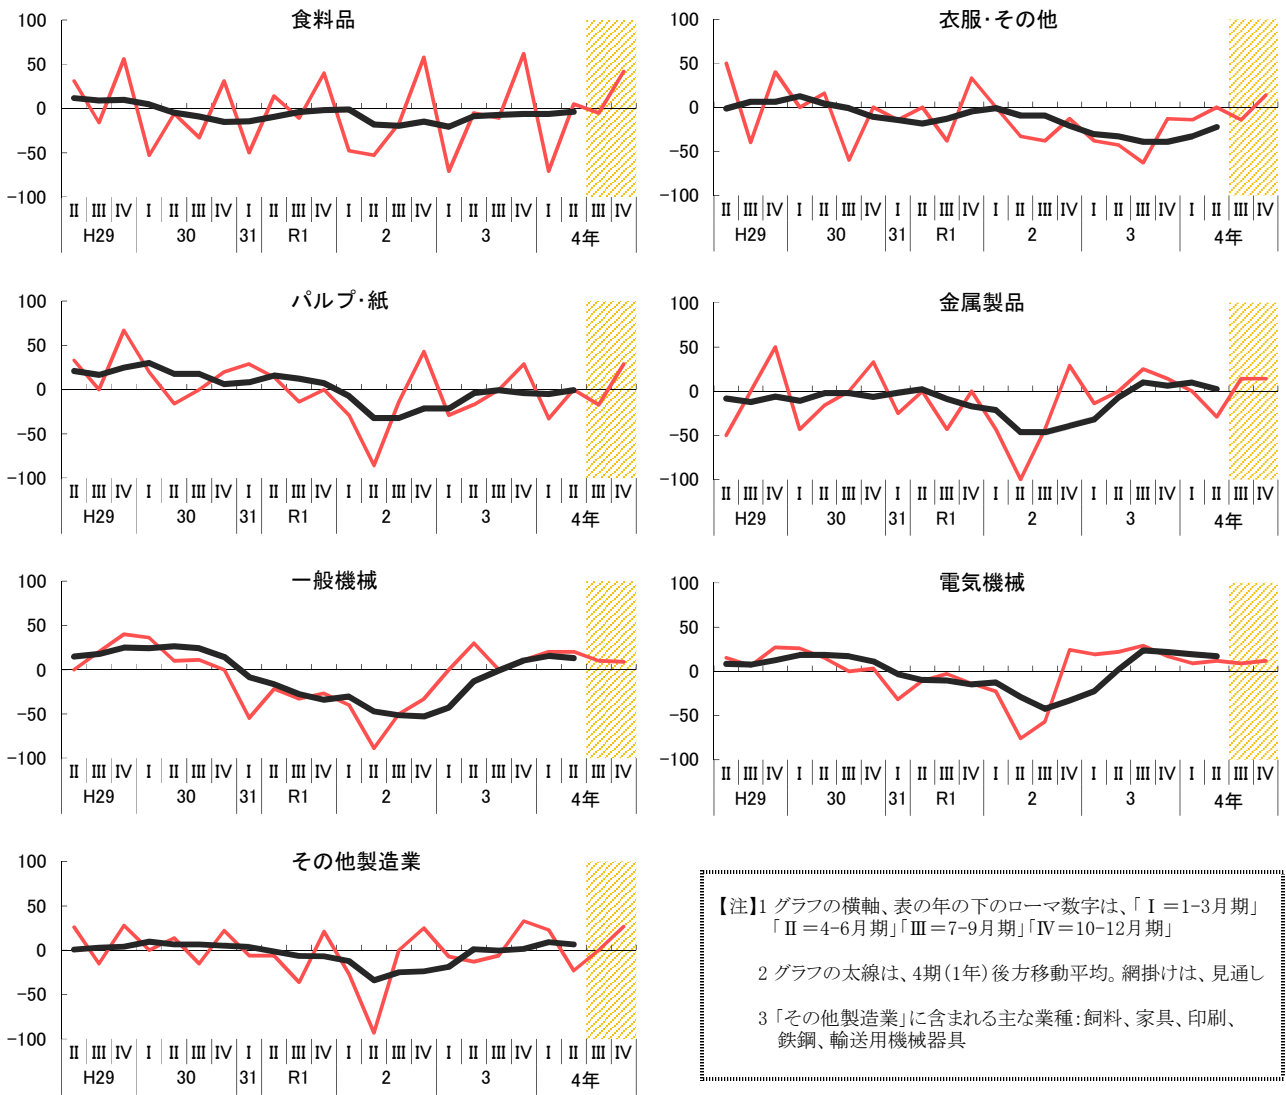 食料品
100
50
0
-50
-100
Ⅱ Ⅲ Ⅳ Ⅰ Ⅱ Ⅲ Ⅳ Ⅰ Ⅱ Ⅲ Ⅳ Ⅰ Ⅱ Ⅲ Ⅳ Ⅰ Ⅱ Ⅲ Ⅳ Ⅰ Ⅱ Ⅲ Ⅳ
H29 30 31 R1 2 3 4年
衣服・その他
100
50
0
-50
-100
Ⅱ Ⅲ Ⅳ Ⅰ Ⅱ Ⅲ Ⅳ Ⅰ Ⅱ Ⅲ Ⅳ Ⅰ Ⅱ Ⅲ Ⅳ Ⅰ Ⅱ Ⅲ Ⅳ Ⅰ Ⅱ Ⅲ Ⅳ
H29 30 31 R1 2 3 4年
パルプ・紙
100
50
0
-50
-100
Ⅱ Ⅲ Ⅳ Ⅰ Ⅱ Ⅲ Ⅳ Ⅰ Ⅱ Ⅲ Ⅳ Ⅰ Ⅱ Ⅲ Ⅳ Ⅰ Ⅱ Ⅲ Ⅳ Ⅰ Ⅱ Ⅲ Ⅳ
H29 30 31 R1 2 3 4年
金属製品
100
50
0
-50
-100
Ⅱ Ⅲ Ⅳ Ⅰ Ⅱ Ⅲ Ⅳ Ⅰ Ⅱ Ⅲ Ⅳ Ⅰ Ⅱ Ⅲ Ⅳ Ⅰ Ⅱ Ⅲ Ⅳ Ⅰ Ⅱ Ⅲ Ⅳ
H29 30 31 R1 2 3 4年
一般機械
100
50
0
-50
-100
Ⅱ Ⅲ Ⅳ Ⅰ Ⅱ Ⅲ Ⅳ Ⅰ Ⅱ Ⅲ Ⅳ Ⅰ Ⅱ Ⅲ Ⅳ Ⅰ Ⅱ Ⅲ Ⅳ Ⅰ Ⅱ Ⅲ Ⅳ
H29 30 31 R1 2 3 4年
電気機械
100
50
0
-50
-100
Ⅱ Ⅲ Ⅳ Ⅰ Ⅱ Ⅲ Ⅳ Ⅰ Ⅱ Ⅲ Ⅳ Ⅰ Ⅱ Ⅲ Ⅳ Ⅰ Ⅱ Ⅲ Ⅳ Ⅰ Ⅱ Ⅲ Ⅳ
H29 30 31 R1 2 3 4年
その他製造業
100
50
0
-50
-100
Ⅱ Ⅲ Ⅳ Ⅰ Ⅱ Ⅲ Ⅳ Ⅰ Ⅱ Ⅲ Ⅳ Ⅰ Ⅱ Ⅲ Ⅳ Ⅰ Ⅱ Ⅲ Ⅳ Ⅰ Ⅱ Ⅲ Ⅳ
H29 30 31 R1 2 3 4年
【注】1 グラフの横軸、表の年の下のローマ数字は、「Ⅰ=1-3月期」
「Ⅱ=4-6月期」「Ⅲ=7-9月期」「Ⅳ=10-12月期」
2 グラフの太線は、4期(1年)後方移動平均。網掛けは、見通し
3 「その他製造業」に含まれる主な業種:飼料、家具、印刷、
鉄鋼、輸送用機械器具